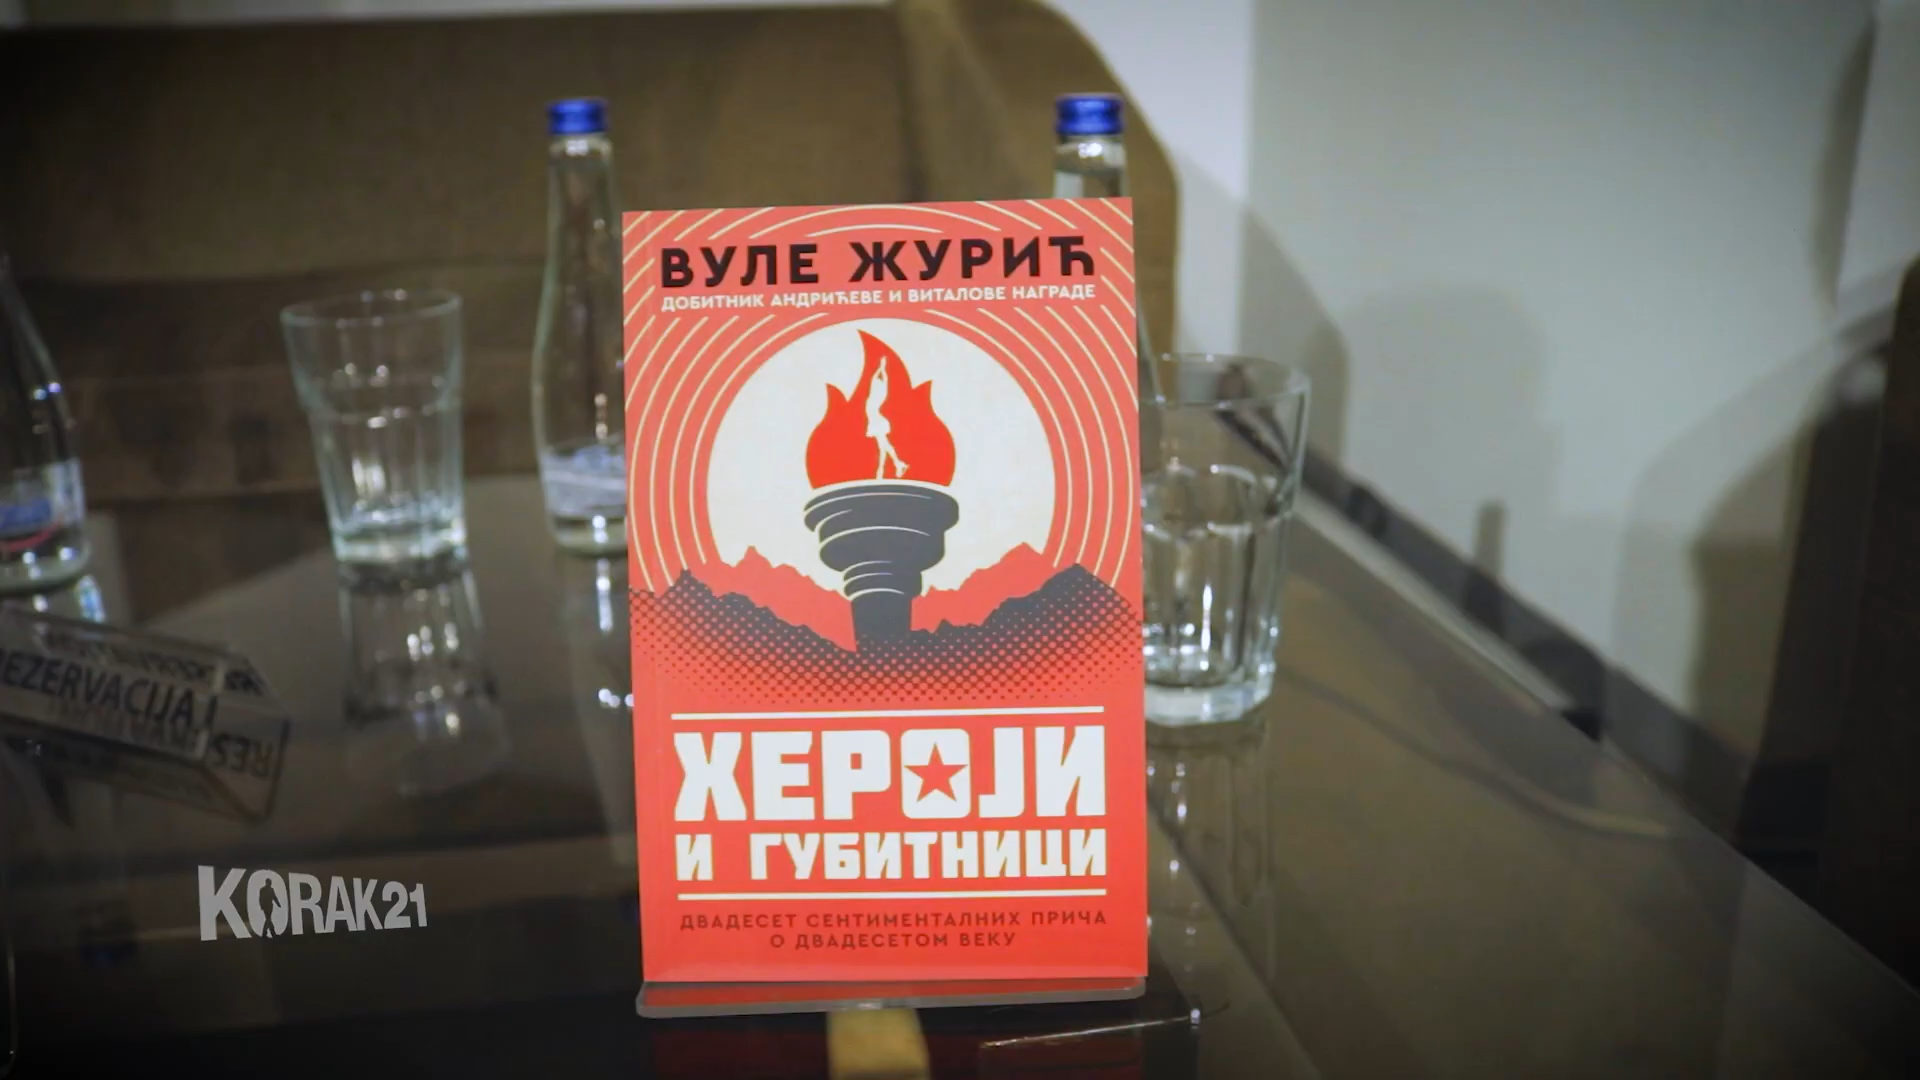 ВУЛЕ ЖУРИЋ
ДОБИТНИК АНДРИЋЕВЕ И ВИТАЛОВЕ НАГРАДЕ
ХЕРОЈИ
И ГУБИТНИЦИ
ДВАДЕСЕТ СЕНТИМЕНТАЛНИХ ПРИЧА
О ДВАДЕСЕТОМ ВЕКУ
REZERVACIJA!
KORAK21